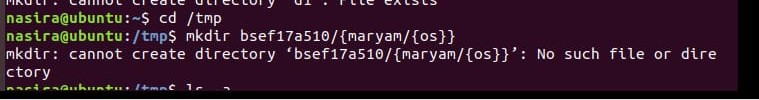 mkdir: cannot create directory 'di': File exists
nasira@ubuntu:~$ cd /tmp
nasira@ubuntu:/tmp$ mkdir bsef17a510/{maryam/{os}}
mkdir: cannot create directory ‘bsef17a510/{maryam/{os}}’: No such file or dire
ctory
nasira@ubuntu:/tmp$ ls